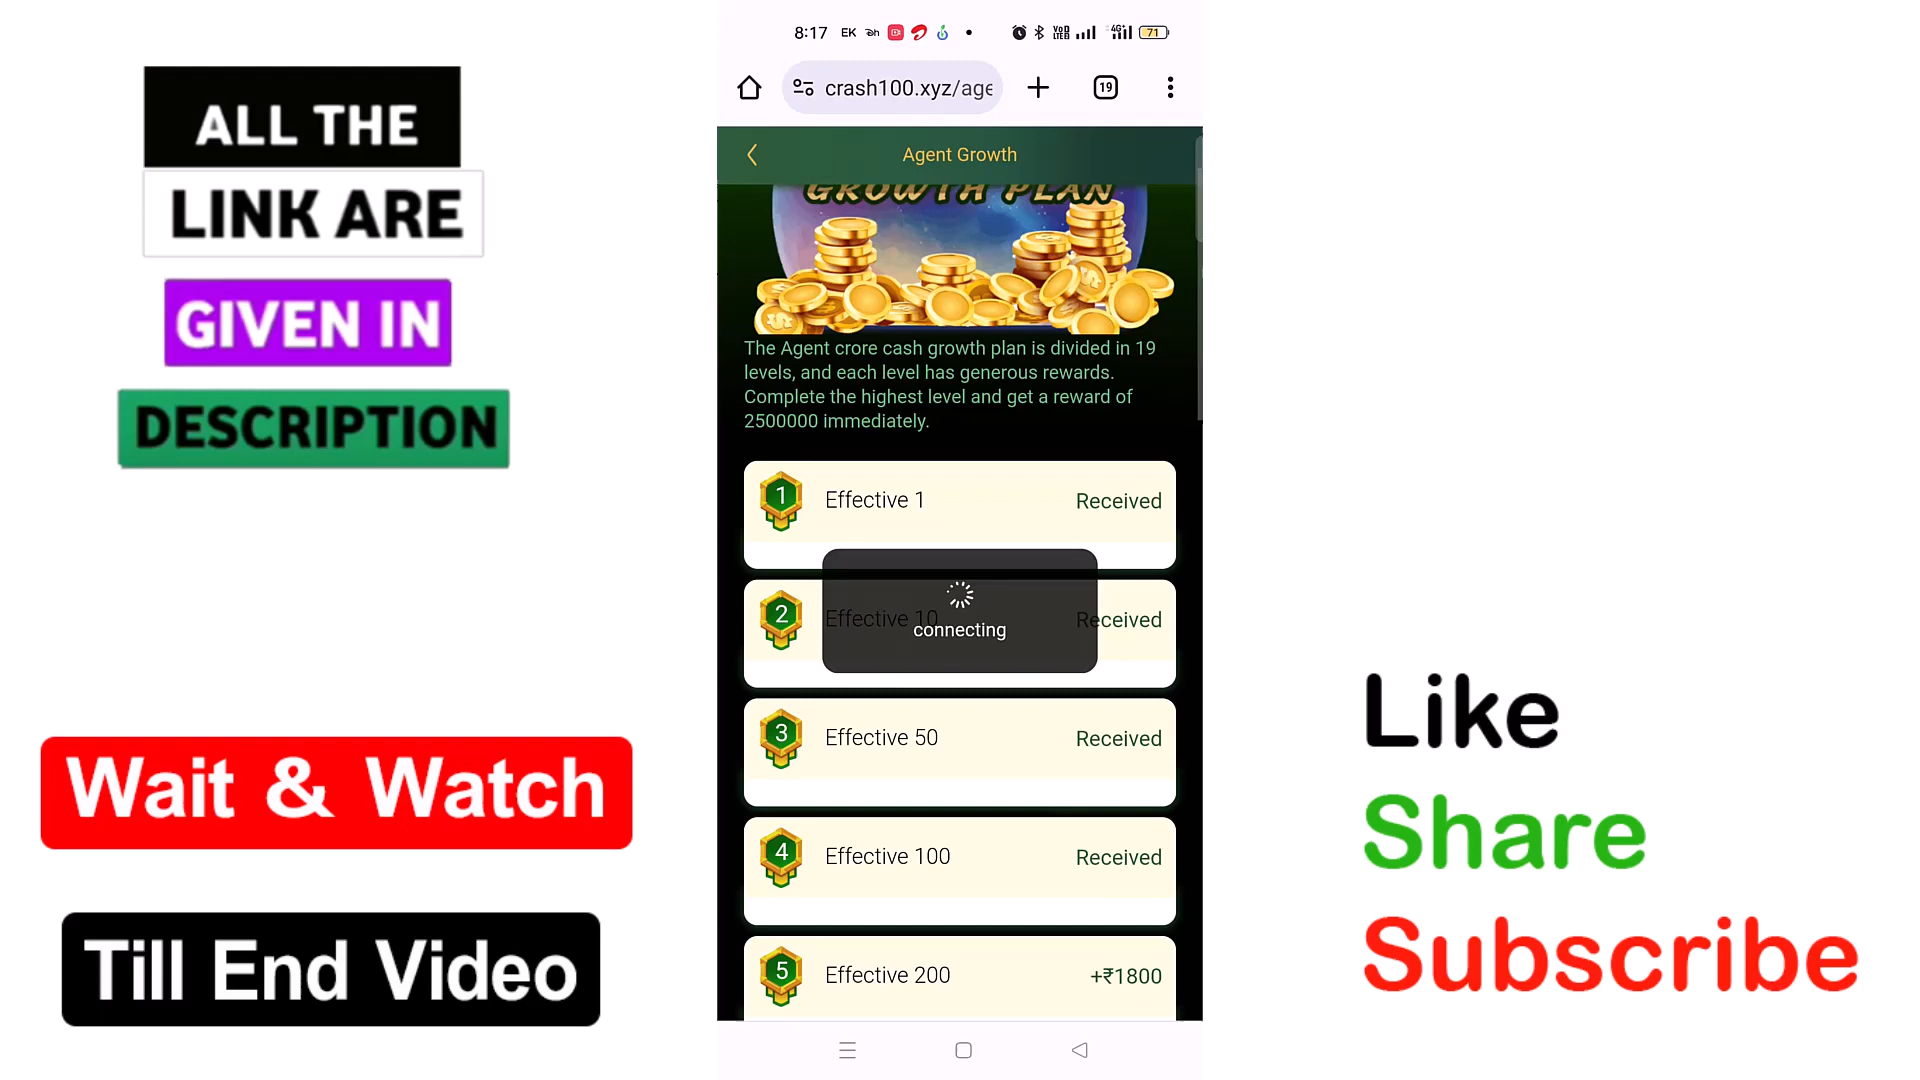 ALL THE
LINK ARE
GIVEN IN
DESCRIPTION
Wait & Watch
Till End Video
8:17 EK
4G 71
crash100.xyz/age
19
Agent Growth
GROWTH PLAN
The Agent crore cash growth plan is divided in 19
levels, and each level has generous rewards.
Complete the highest level and get a reward of
2500000 immediately.
1 Effective 1 Received
2 Effective 10 Received
connecting
3 Effective 50 Received
4 Effective 100 Received
5 Effective 200 +₹1800
Like
Share
Subscribe